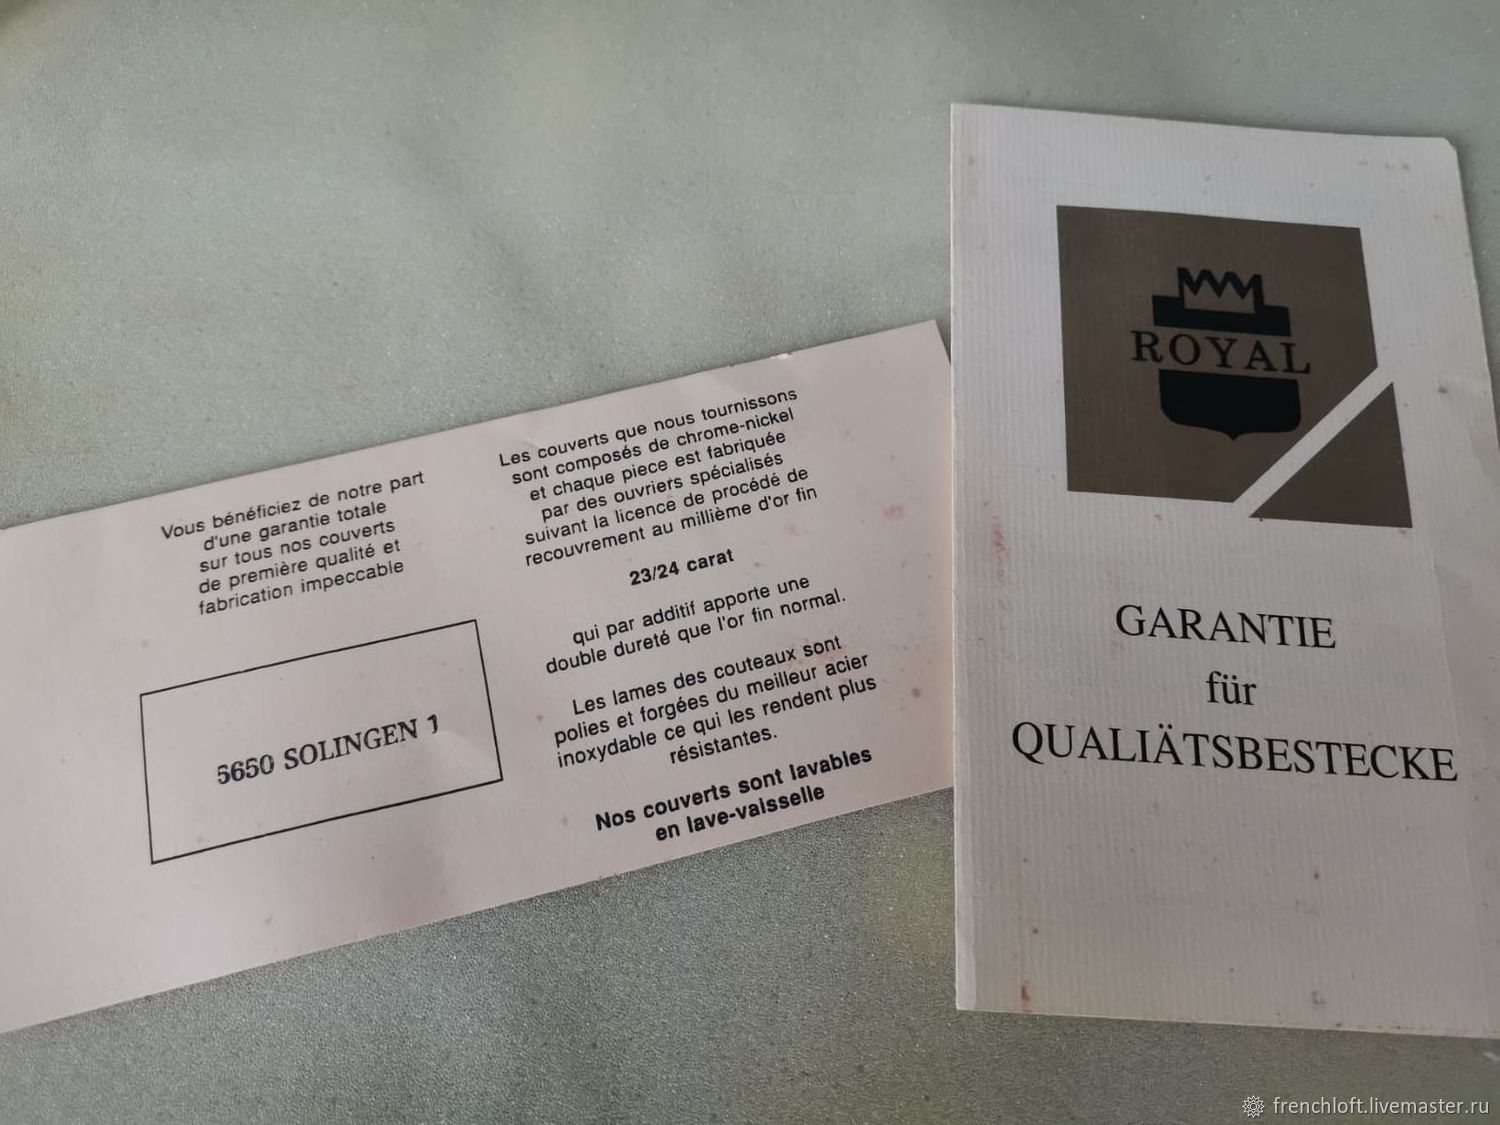 Vous bénéficiez de notre part
d'une garantie totale
sur tous nos couverts
de première qualité et
fabrication impeccable
5650 SOLINGEN 1
Les couverts que nous tournissons
sont composés de chrome-nickel
et chaque piece est fabriquée
par des ouvriers spécialisés
suivant la licence de procédé de
recouvrement au millième d'or fin
23/24 carat
qui par additif apporte une
double dureté que l'or fin normal.
Les lames des couteaux sont
polies et forgées du meilleur acier
inoxydable ce qui les rendent plus
résistantes.
Nos couverts sont lavables
en lave-vaisselle
ROYAL
GARANTIE
für
QUALIÄTSBESTECKE
frenchloft.livemaster.ru